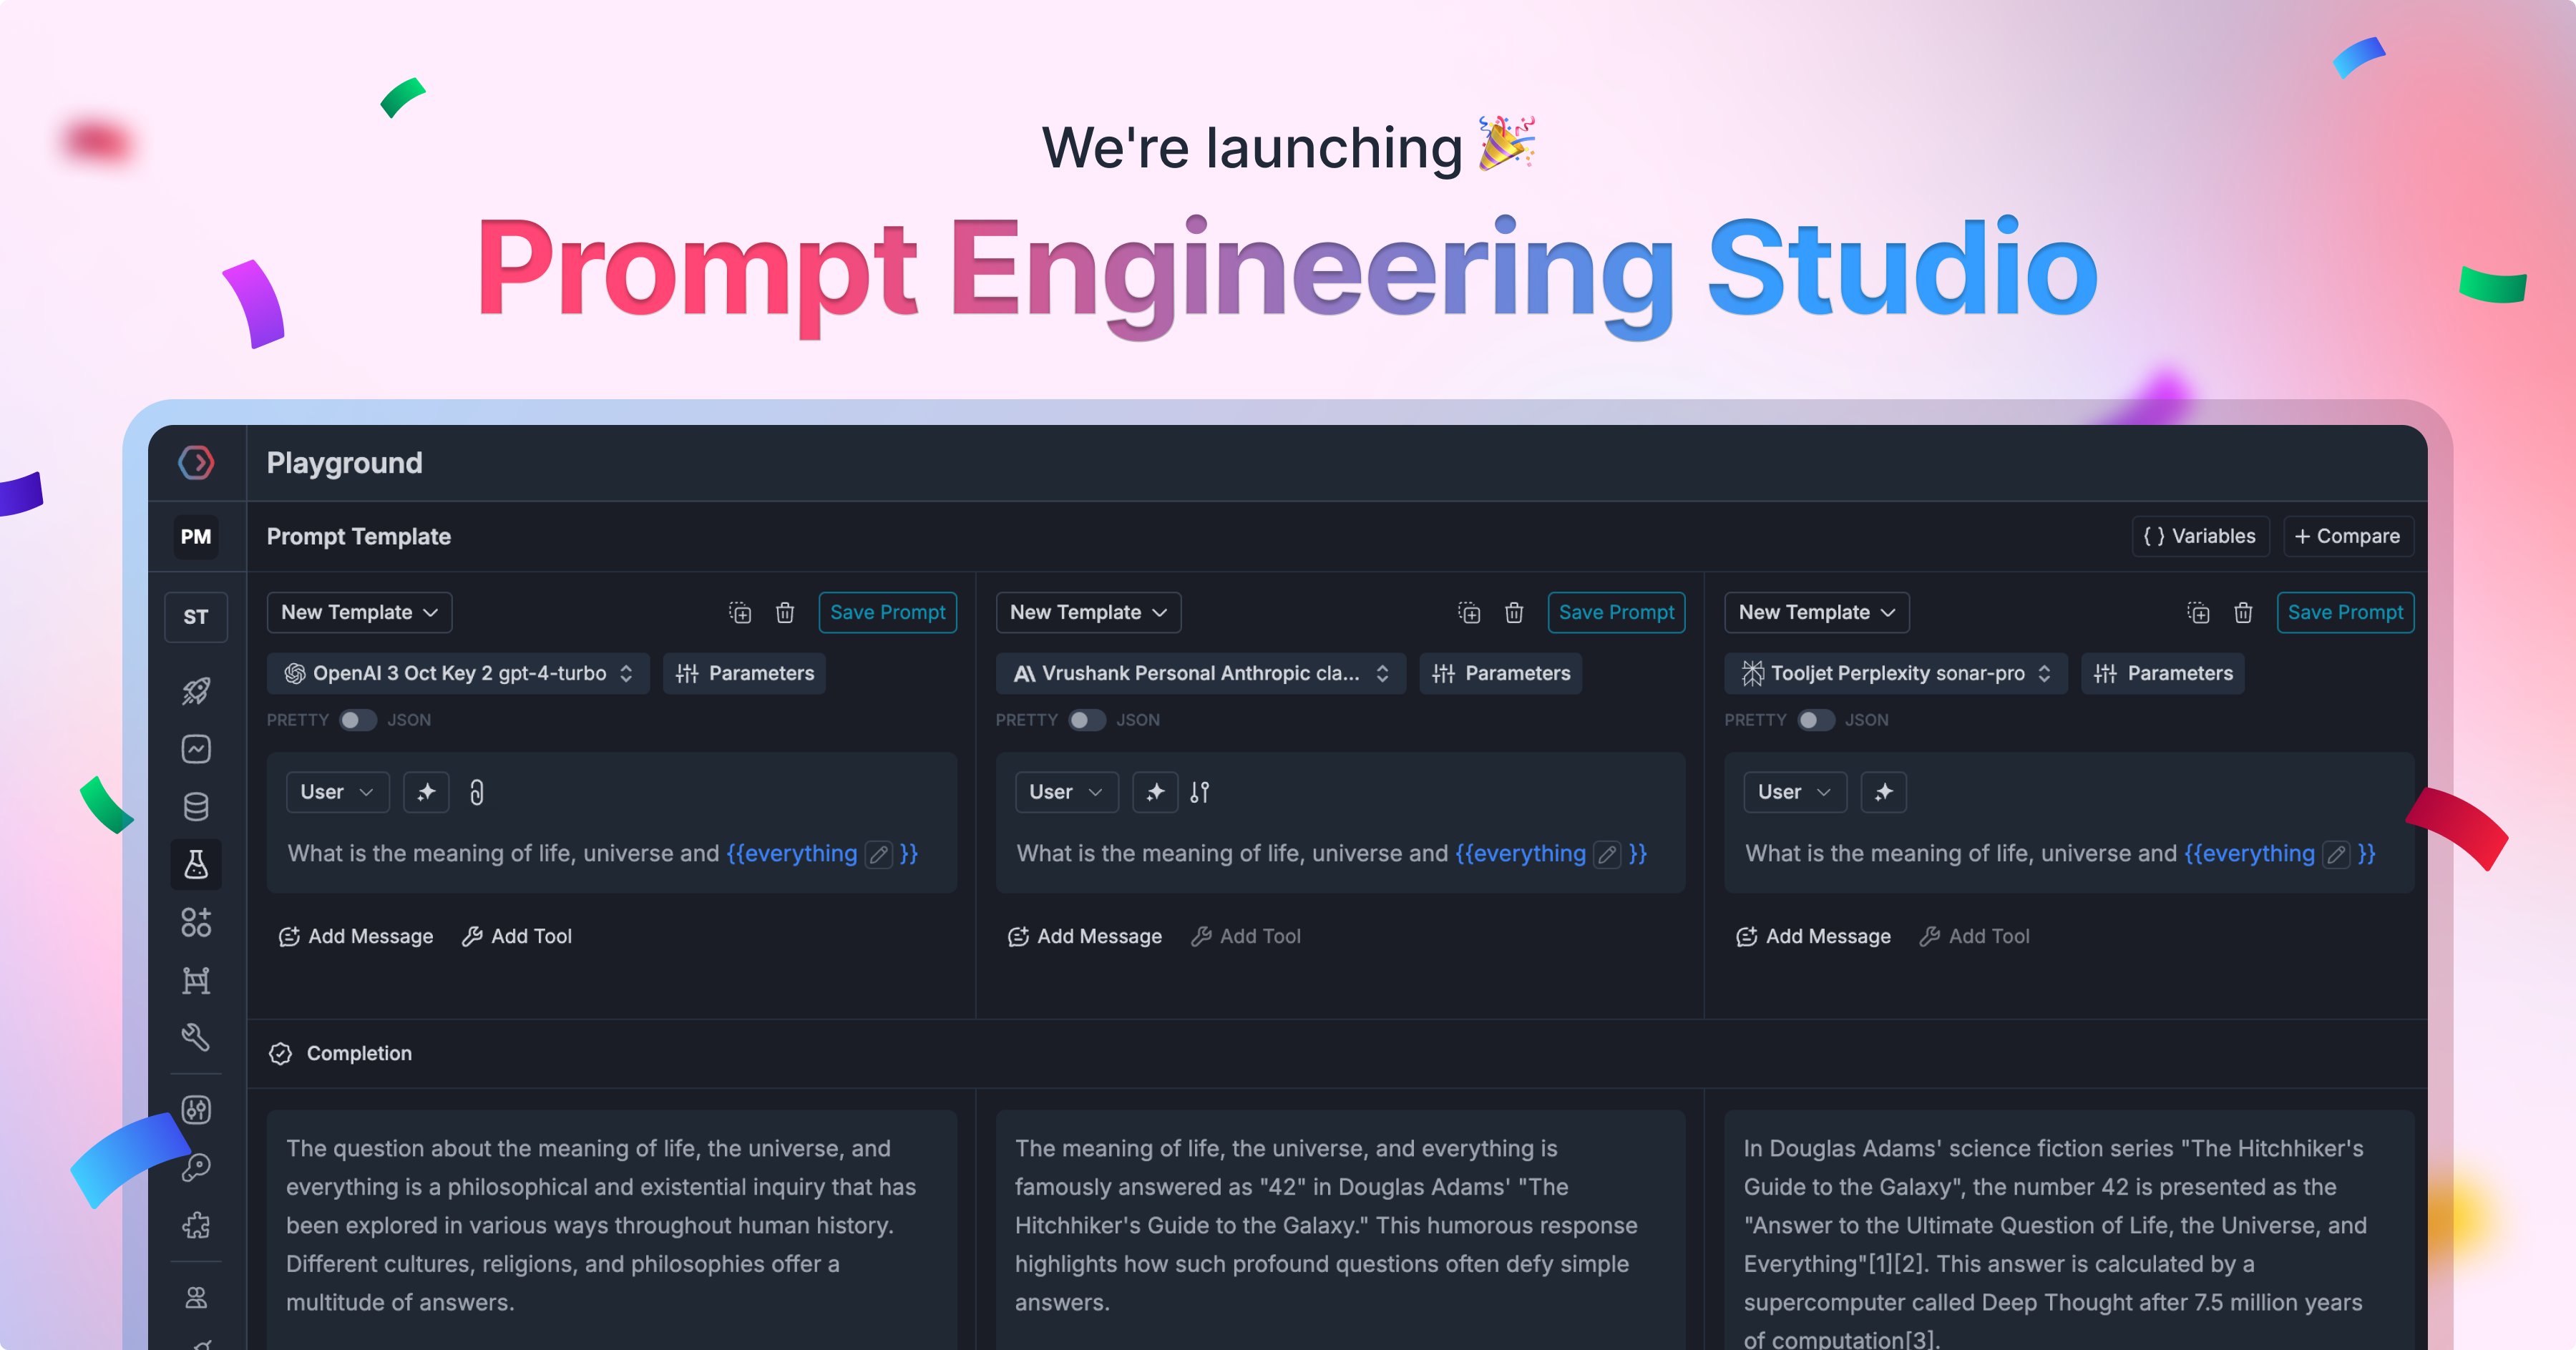 We're launching
Prompt Engineering Studio
Playground
PM
Prompt Template
{ } Variables
+ Compare
ST
New Template
Save Prompt
New Template
Save Prompt
New Template
Save Prompt
OpenAI 3 Oct Key 2 gpt-4-turbo
Parameters
Vrushank Personal Anthropic cla...
Parameters
Tooljet Perplexity sonar-pro
Parameters
PRETTY
JSON
PRETTY
JSON
PRETTY
JSON
User
User
User
What is the meaning of life, universe and {{everything }}
What is the meaning of life, universe and {{everything }}
What is the meaning of life, universe and {{everything }}
Add Message
Add Tool
Add Message
Add Tool
Add Message
Add Tool
Completion
The question about the meaning of life, the universe, and
everything is a philosophical and existential inquiry that has
been explored in various ways throughout human history.
Different cultures, religions, and philosophies offer a
multitude of answers.
The meaning of life, the universe, and everything is
famously answered as "42" in Douglas Adams' "The
Hitchhiker's Guide to the Galaxy." This humorous response
highlights how such profound questions often defy simple
answers.
In Douglas Adams' science fiction series "The Hitchhiker's
Guide to the Galaxy", the number 42 is presented as the
"Answer to the Ultimate Question of Life, the Universe, and
Everything"[1][2]. This answer is calculated by a
supercomputer called Deep Thought after 7.5 million years
of computation[3].